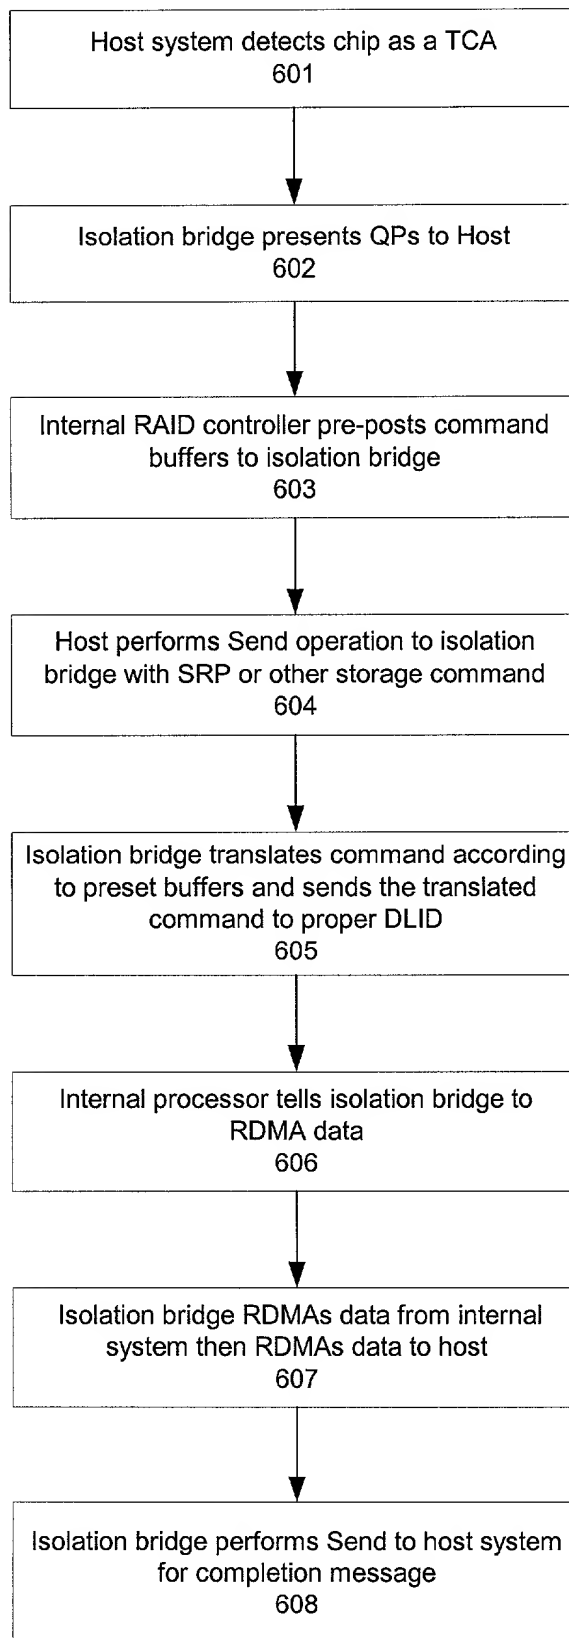 Host system detects chip as a TCA
601
Isolation bridge presents QPs to Host
602
Internal RAID controller pre-posts command
buffers to isolation bridge
603
Host performs Send operation to isolation
bridge with SRP or other storage command
604
Isolation bridge translates command according
to preset buffers and sends the translated
command to proper DLID
605
Internal processor tells isolation bridge to
RDMA data
606
Isolation bridge RDMAs data from internal
system then RDMAs data to host
607
Isolation bridge performs Send to host system
for completion message
608